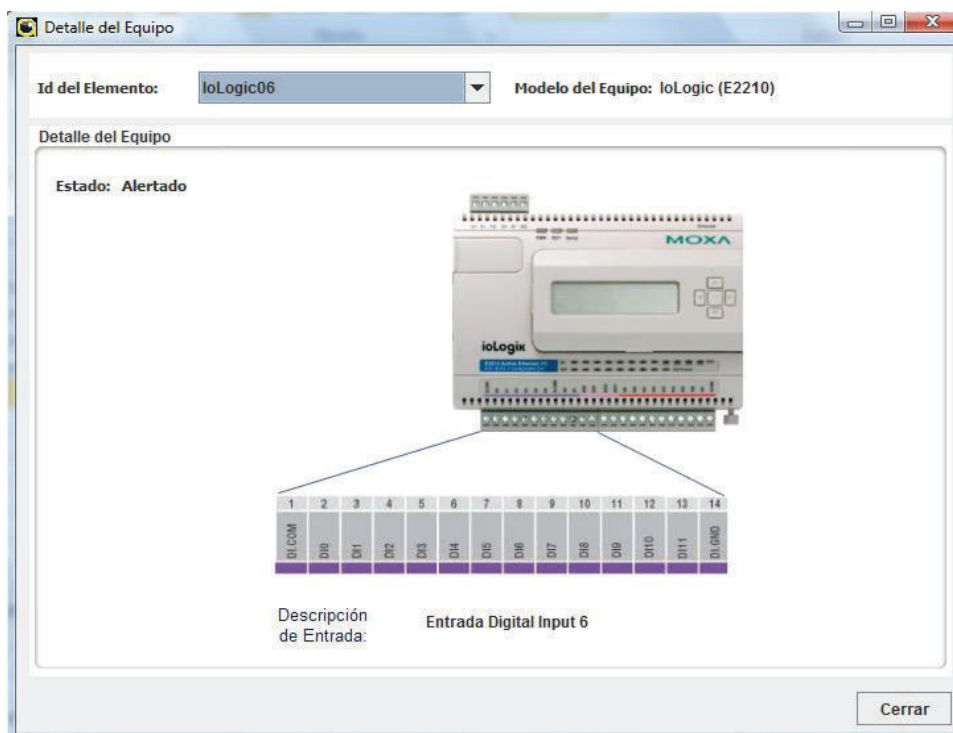 Detalle del Equipo
Id del Elemento: IoLogic06 Modelo del Equipo: IoLogic (E2210)
Detalle del Equipo
Estado: Alertado
MOXA
ioLogik
1 2 3 4 5 6 7 8 9 10 11 12 13 14
DI.COM DI0 DI1 DI2 DI3 DI4 DI5 DI6 DI7 DI8 DI9 DI10 DI11 DI.GND
Descripción
de Entrada: Entrada Digital Input 6
Cerrar